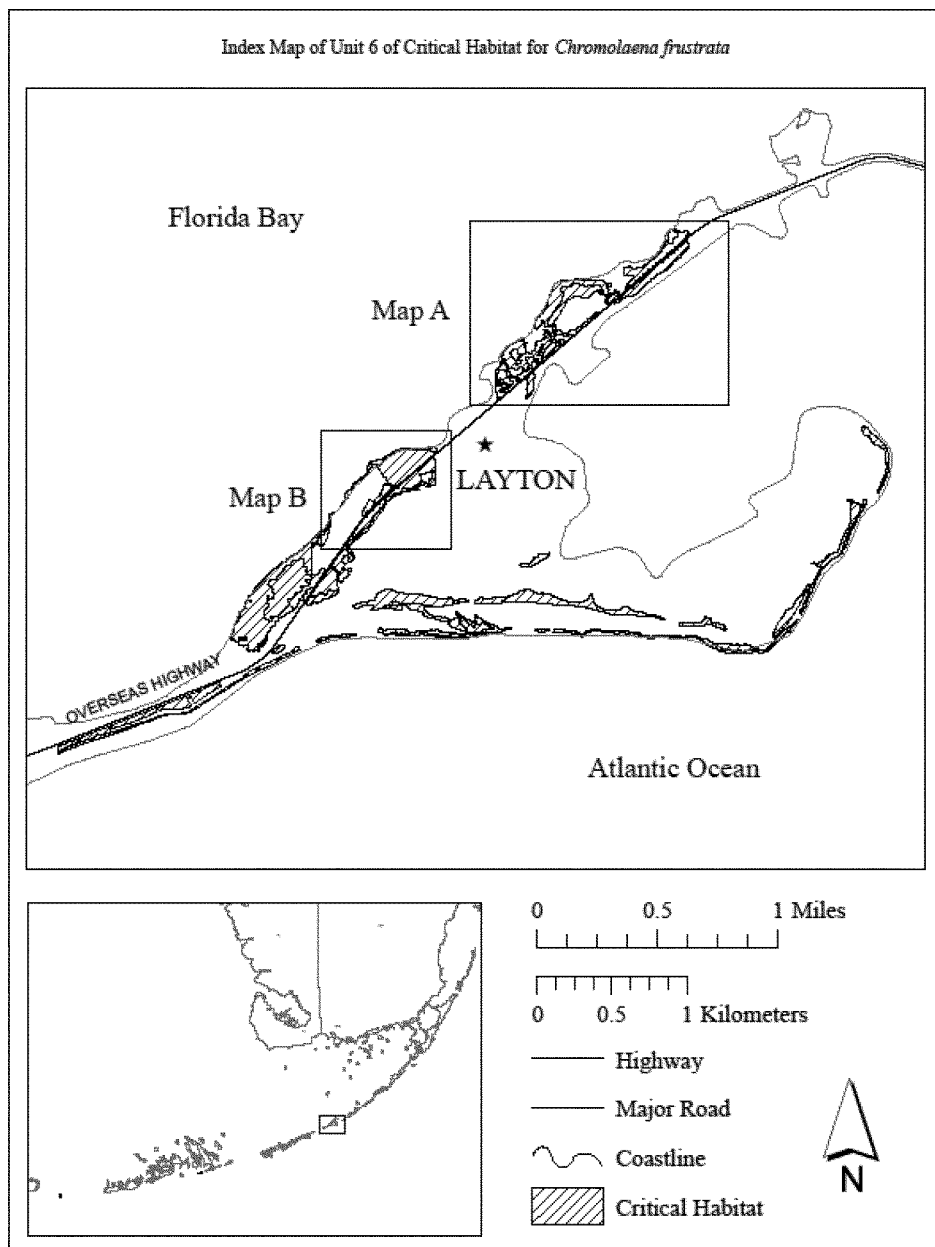 Index Map of Unit 6 of Critical Habitat for Chromolaena frustrata
Florida Bay
Map A
LAYTON
Map B
OVERSEAS HIGHWAY
Atlantic Ocean
0 0.5 1 Miles
0 0.5 1 Kilometers
Highway
Major Road
Coastline
Critical Habitat
N